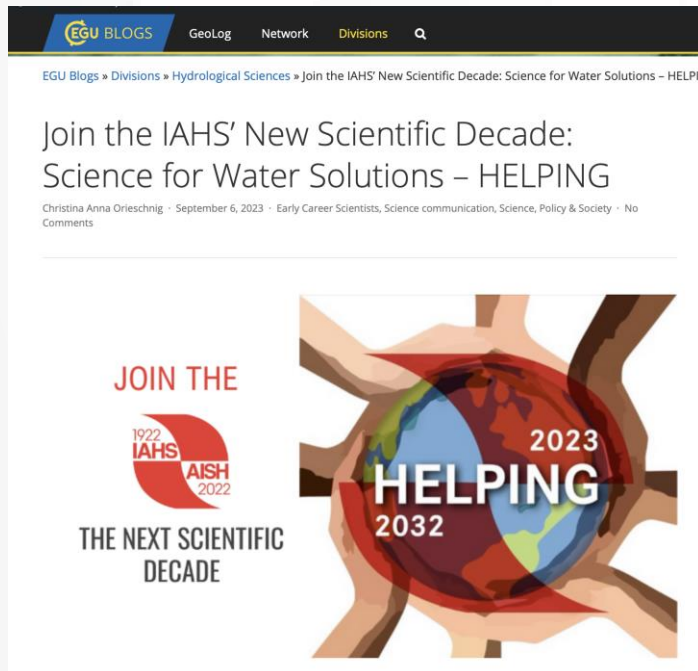 EGU BLOGS GeoLog Network Divisions
EGU Blogs » Divisions » Hydrological Sciences » Join the IAHS' New Scientific Decade: Science for Water Solutions – HELPI
Join the IAHS' New Scientific Decade:
Science for Water Solutions – HELPING
Christina Anna Orieschnig · September 6, 2023 · Early Career Scientists, Science communication, Science, Policy & Society · No
Comments
JOIN THE
1922
IAHS
AISH
2022
THE NEXT SCIENTIFIC
DECADE
2023
HELPING
2032